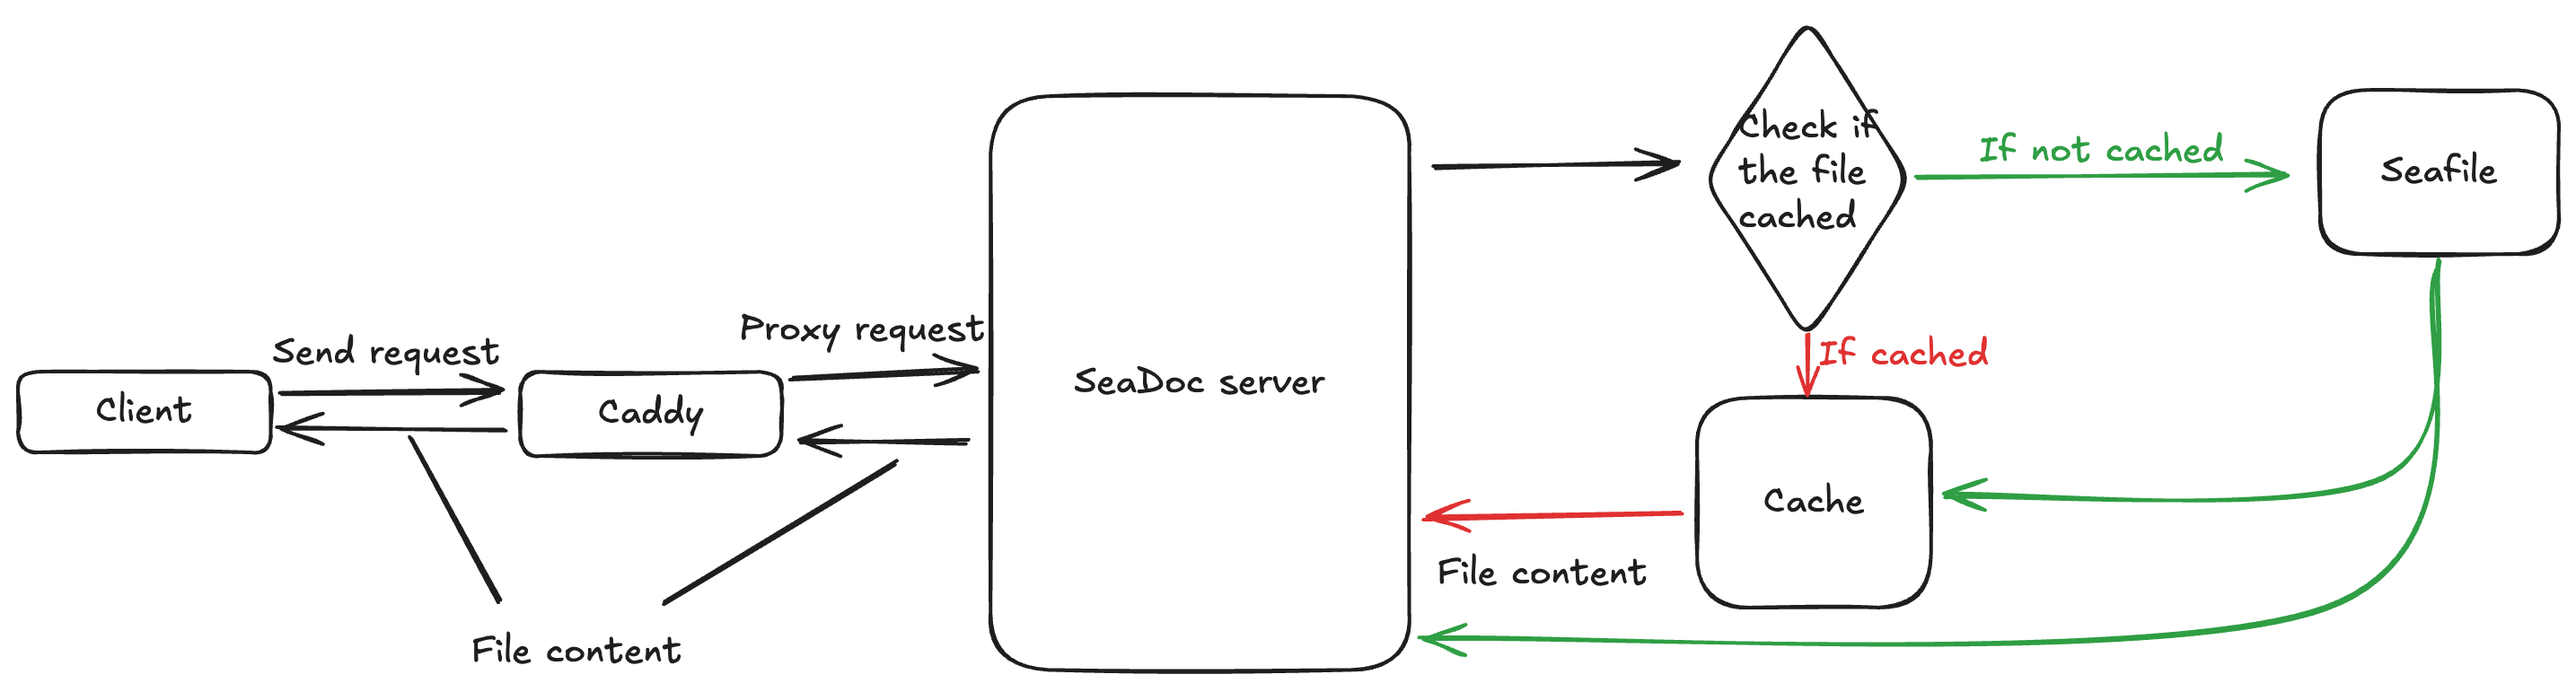 Check if
the file
cached
If not cached
Seafile
Proxy request
Send request
If cached
SeaDoc server
Client
Caddy
Cache
File content
File content